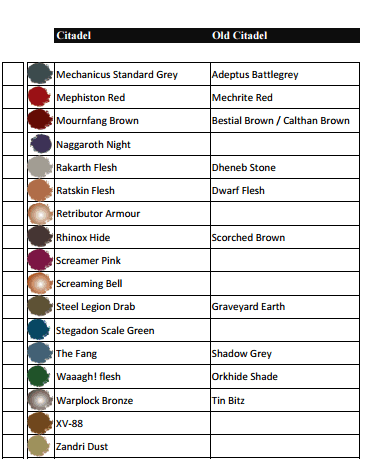 Citadel Old Citadel
Mechanicus Standard Grey Adeptus Battlegrey
Mephiston Red Mechrite Red
Mournfang Brown Bestial Brown / Calthan Brown
Naggaroth Night
Rakarth Flesh Dheneb Stone
Ratskin Flesh Dwarf Flesh
Retributor Armour
Rhinox Hide Scorched Brown
Screamer Pink
Screaming Bell
Steel Legion Drab Graveyard Earth
Stegadon Scale Green
The Fang Shadow Grey
Waaagh! flesh Orkhide Shade
Warplock Bronze Tin Bitz
XV-88
Zandri Dust